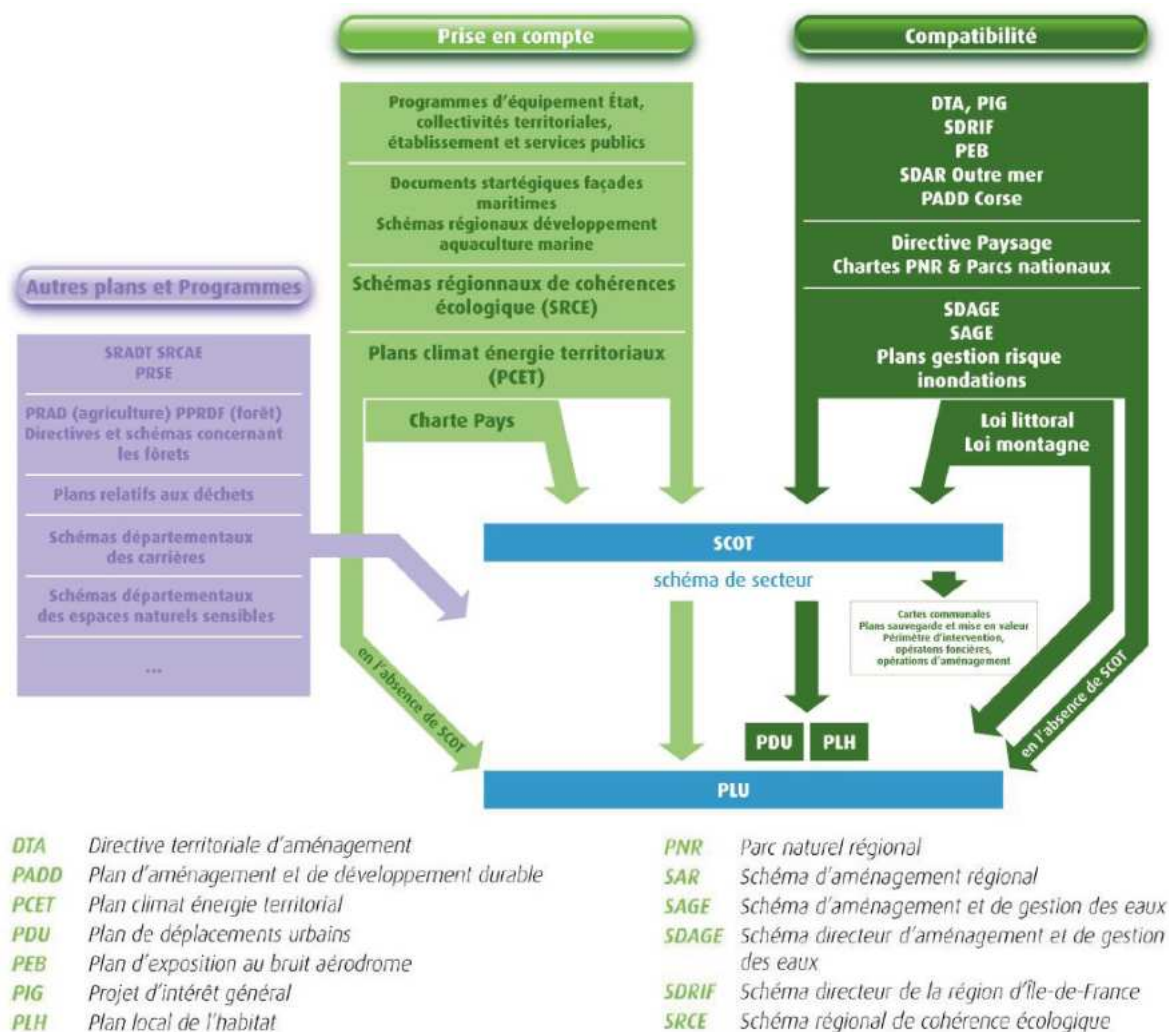 Prise en compte
Programmes d'équipement État,
collectivités territoriales,
établissement et services publics
Documents startégiques façades
maritimes
Schémas régionaux développement
aquaculture marine
Schémas régionnaux de cohérences
écologique (SRCE)
Plans climat énergie territoriaux
(PCET)
Charte Pays
Compatibilité
DTA, PIG
SDRIF
PEB
SDAR Outre mer
PADD Corse
Directive Paysage
Chartes PNR & Parcs nationaux
SDAGE
SAGE
Plans gestion risque
inondations
Loi littoral
Loi montagne
Autres plans et Programmes
SRADT SRCAE
PRSE
PRAD (agriculture) PPRDF (forêt)
Directives et schémas concernant
les fôrets
Plans relatifs aux déchets
Schémas départementaux
des carrières
Schémas départementaux
des espaces naturels sensibles
...
SCOT
schéma de secteur
Cartes communales
Plans sauvegarde et mise en valeur
Périmètre d'intervention,
opératons foncières,
opérations d'aménagement
en l'absence de SCOT
en l'absence de SCOT
PDU
PLH
PLU
DTA Directive territoriale d'aménagement
PADD Plan d'aménagement et de développement durable
PCET Plan climat énergie territorial
PDU Plan de déplacements urbains
PEB Plan d'exposition au bruit aérodrome
PIG Projet d'intérêt général
PLH Plan local de l'habitat
PNR Parc naturel régional
SAR Schéma d'aménagement régional
SAGE Schéma d'aménagement et de gestion des eaux
SDAGE Schéma directeur d'aménagement et de gestion
des eaux
SDRIF Schéma directeur de la région d'Île-de-France
SRCE Schéma régional de cohérence écologique